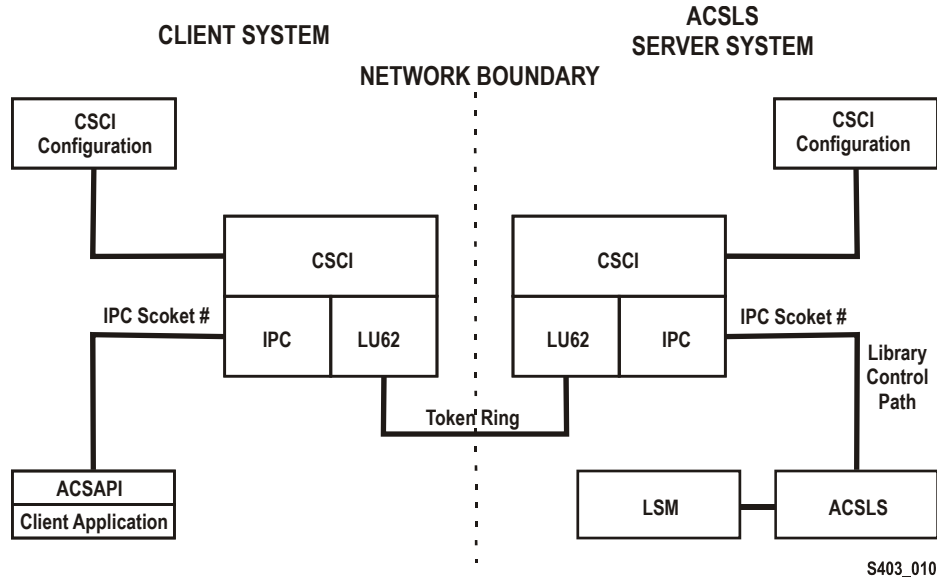 CLIENT SYSTEM
ACSLS
SERVER SYSTEM
NETWORK BOUNDARY
CSCI
Configuration
CSCI
Configuration
CSCI
CSCI
IPC Scoket #
IPC
LU62
LU62
IPC
IPC Scoket #
Library
Control
Path
Token Ring
ACSAPI
Client Application
LSM
ACSLS
S403_010